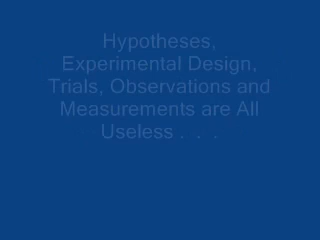 Hypotheses,
Experimental Design,
Trials, Observations and
Measurements are All
Useless . . .